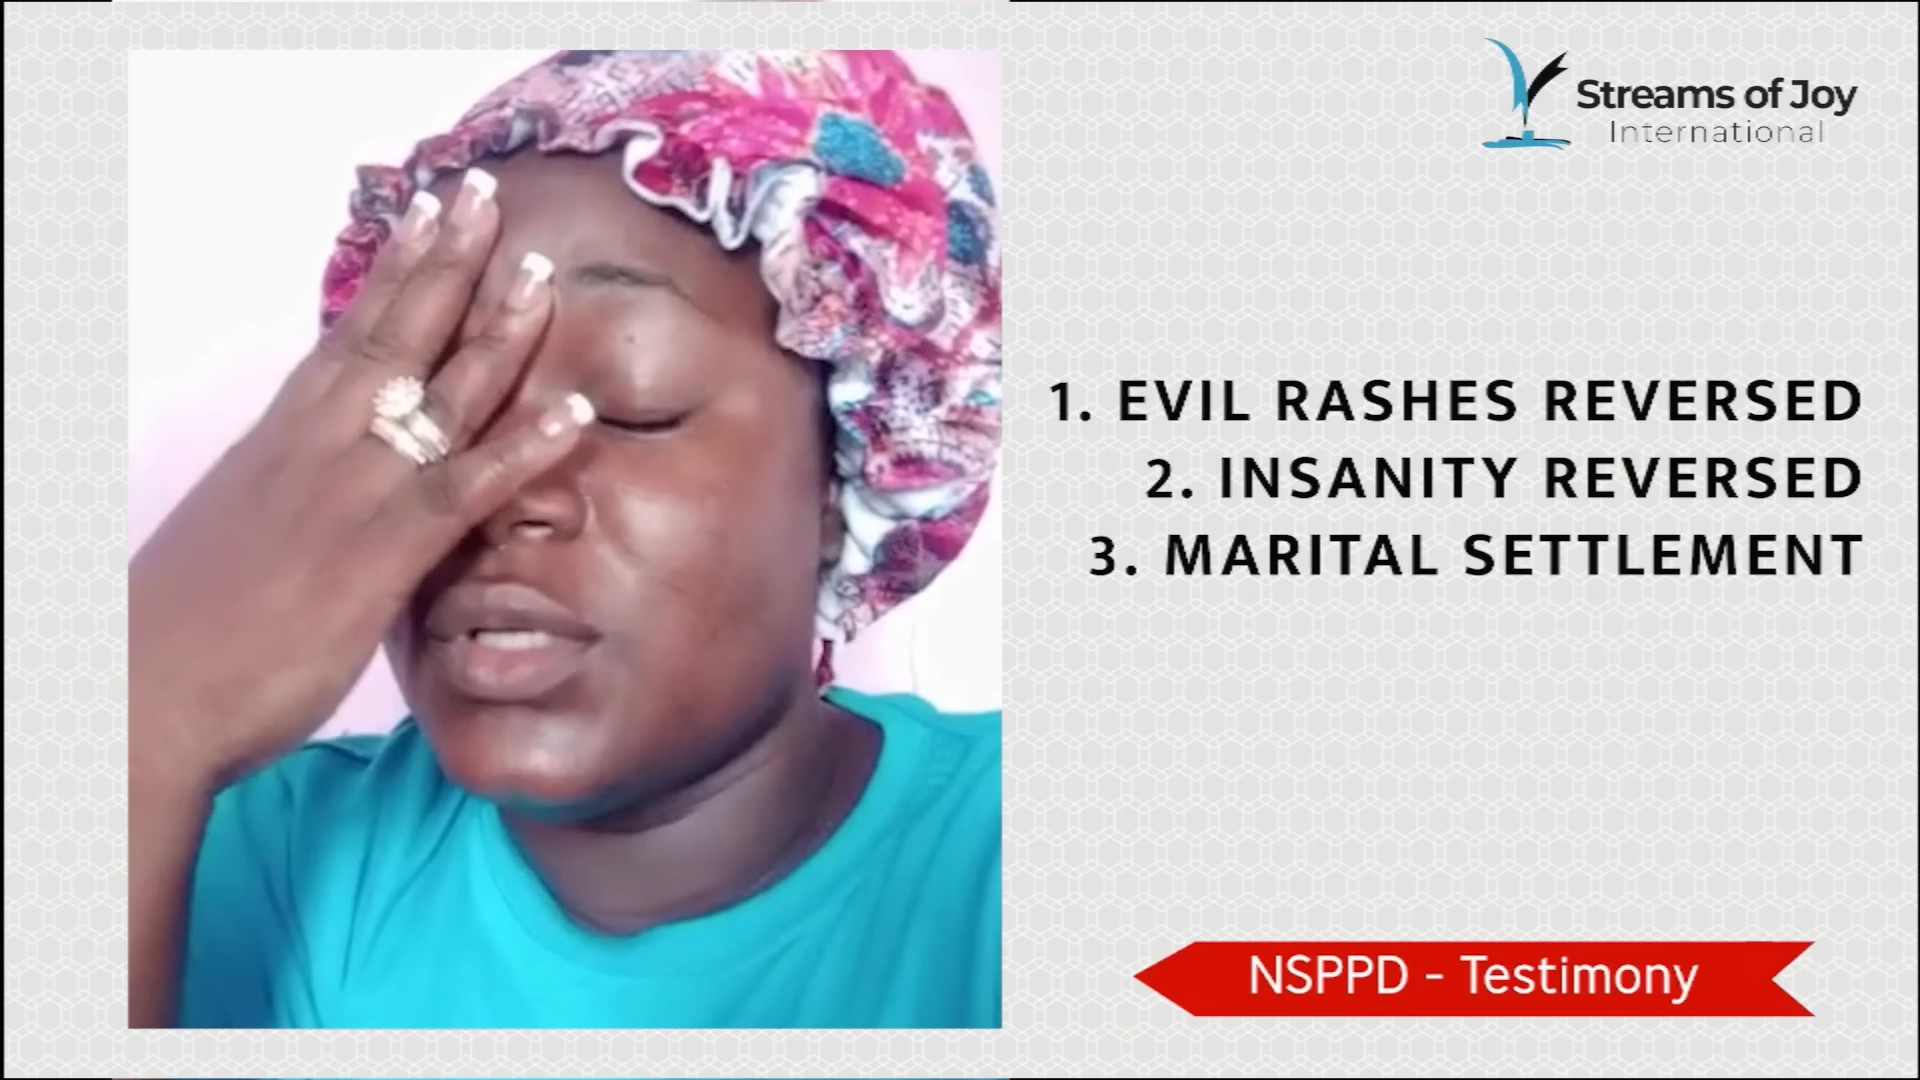 Streams of Joy
International
1. EVIL RASHES REVERSED
2. INSANITY REVERSED
3. MARITAL SETTLEMENT
NSPPD - Testimony